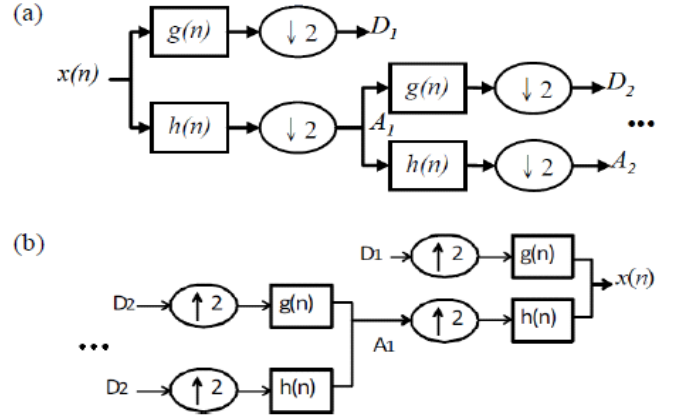 (a)
g(n) ↓ 2 D1
x(n)
g(n) ↓ 2 D2
h(n) ↓ 2 A1
...
h(n) ↓ 2 A2
(b)
D1 ↑ 2 g(n)
x(n)
D2 ↑ 2 g(n)
↑ 2 h(n)
...
A1
D2 ↑ 2 h(n)